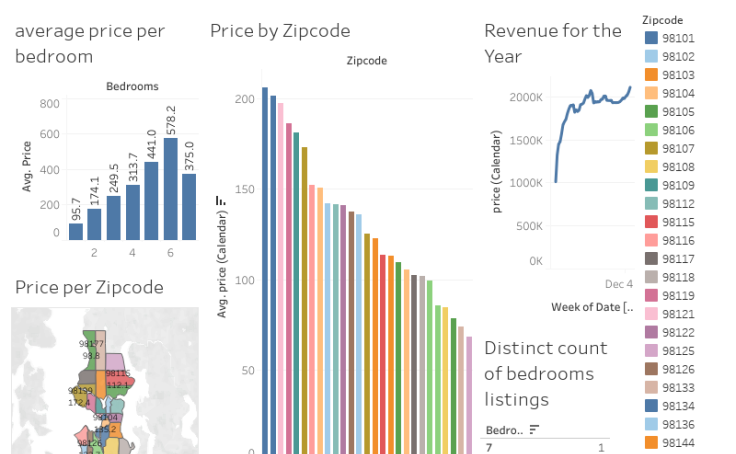 average price per
bedroom
Bedrooms
800
600
400
200
0
Avg. Price
95.7
174.1
249.5
313.7
441.0
578.2
375.0
2
4
6
Price per Zipcode
98177
98.8
98115
112.1
98199
172.4
98104
98126
Price by Zipcode
Zipcode
200
150
100
50
0
Avg. price (Calendar)
Revenue for the
Year
2000K
1500K
1000K
500K
0K
price (Calendar)
Dec 4
Week of Date [..
Distinct count
of bedrooms
listings
Bedro..
7 1
Zipcode
98101
98102
98103
98104
98105
98106
98107
98108
98109
98112
98115
98116
98117
98118
98119
98121
98122
98125
98126
98133
98134
98136
98144